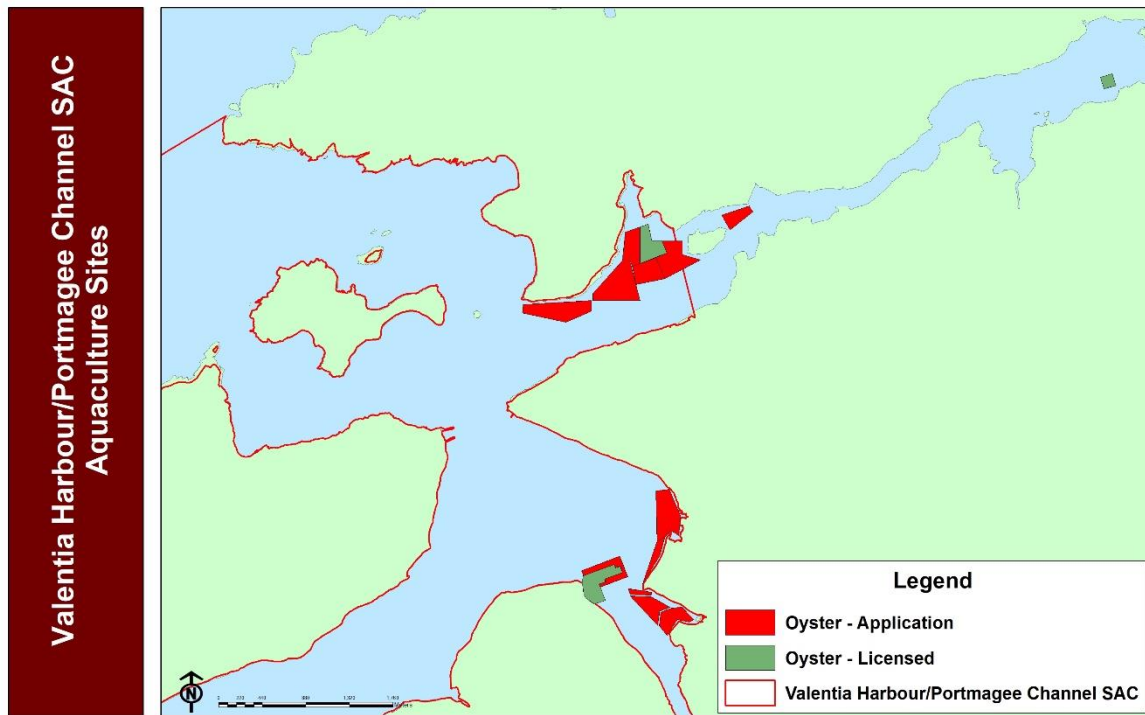 Valentia Harbour/Portmagee Channel SAC
Aquaculture Sites
Legend
Oyster - Application
Oyster - Licensed
Valentia Harbour/Portmagee Channel SAC
N